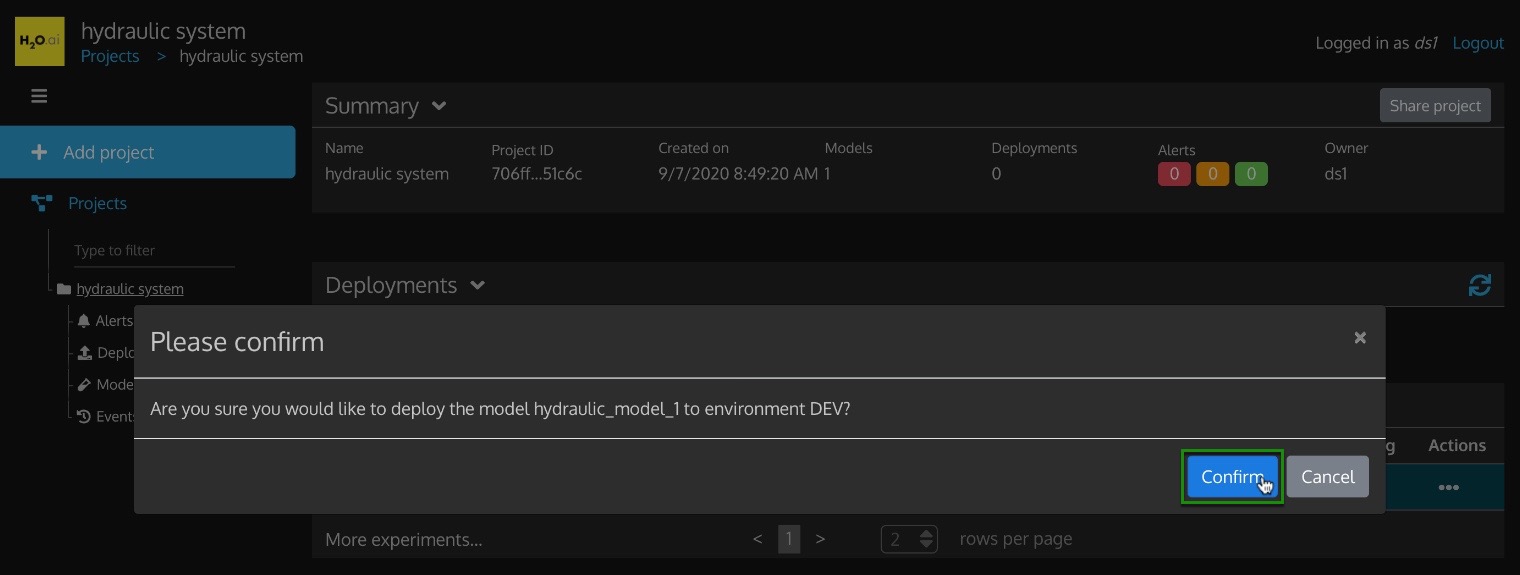 H2O.ai
hydraulic system
Projects > hydraulic system
Logged in as ds1 Logout
Add project
Projects
Type to filter
hydraulic system
Alerts
Deplo
Mode
Events
Summary
Share project
Name Project ID Created on Models Deployments Alerts Owner
hydraulic system 706ff...51c6c 9/7/2020 8:49:20 AM 1 0 0 0 0 ds1
Deployments
Please confirm
×
Are you sure you would like to deploy the model hydraulic_model_1 to environment DEV?
Confirm Cancel
g Actions
•••
More experiments... < 1 > 2 rows per page